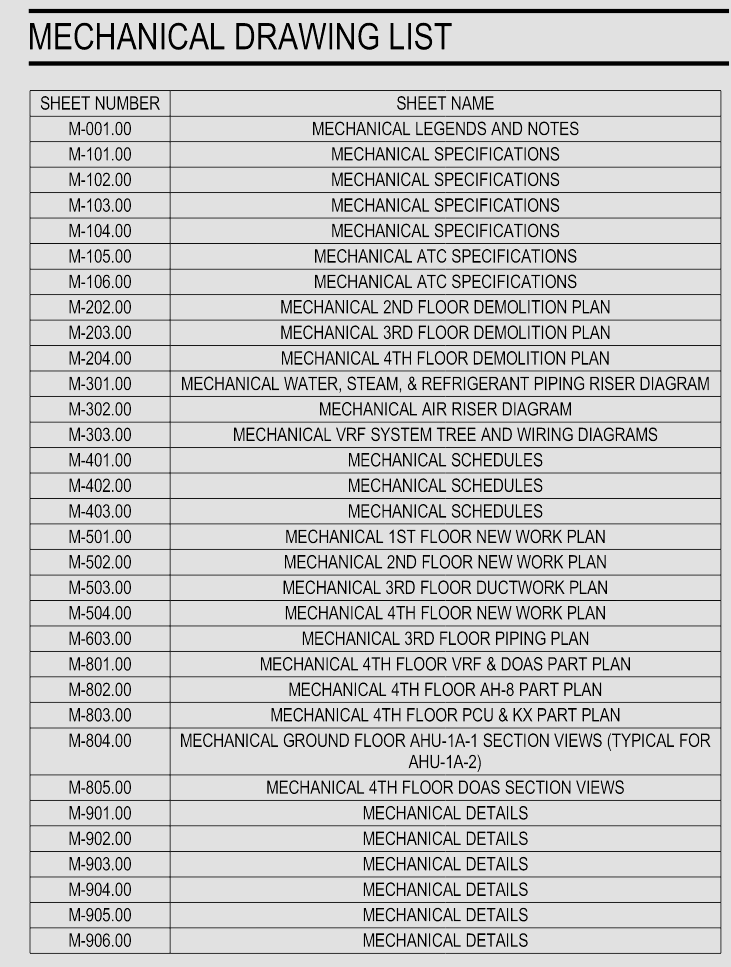 MECHANICAL DRAWING LIST
SHEET NUMBER SHEET NAME
M-001.00 MECHANICAL LEGENDS AND NOTES
M-101.00 MECHANICAL SPECIFICATIONS
M-102.00 MECHANICAL SPECIFICATIONS
M-103.00 MECHANICAL SPECIFICATIONS
M-104.00 MECHANICAL SPECIFICATIONS
M-105.00 MECHANICAL ATC SPECIFICATIONS
M-106.00 MECHANICAL ATC SPECIFICATIONS
M-202.00 MECHANICAL 2ND FLOOR DEMOLITION PLAN
M-203.00 MECHANICAL 3RD FLOOR DEMOLITION PLAN
M-204.00 MECHANICAL 4TH FLOOR DEMOLITION PLAN
M-301.00 MECHANICAL WATER, STEAM, & REFRIGERANT PIPING RISER DIAGRAM
M-302.00 MECHANICAL AIR RISER DIAGRAM
M-303.00 MECHANICAL VRF SYSTEM TREE AND WIRING DIAGRAMS
M-401.00 MECHANICAL SCHEDULES
M-402.00 MECHANICAL SCHEDULES
M-403.00 MECHANICAL SCHEDULES
M-501.00 MECHANICAL 1ST FLOOR NEW WORK PLAN
M-502.00 MECHANICAL 2ND FLOOR NEW WORK PLAN
M-503.00 MECHANICAL 3RD FLOOR DUCTWORK PLAN
M-504.00 MECHANICAL 4TH FLOOR NEW WORK PLAN
M-603.00 MECHANICAL 3RD FLOOR PIPING PLAN
M-801.00 MECHANICAL 4TH FLOOR VRF & DOAS PART PLAN
M-802.00 MECHANICAL 4TH FLOOR AH-8 PART PLAN
M-803.00 MECHANICAL 4TH FLOOR PCU & KX PART PLAN
M-804.00 MECHANICAL GROUND FLOOR AHU-1A-1 SECTION VIEWS (TYPICAL FOR
AHU-1A-2)
M-805.00 MECHANICAL 4TH FLOOR DOAS SECTION VIEWS
M-901.00 MECHANICAL DETAILS
M-902.00 MECHANICAL DETAILS
M-903.00 MECHANICAL DETAILS
M-904.00 MECHANICAL DETAILS
M-905.00 MECHANICAL DETAILS
M-906.00 MECHANICAL DETAILS